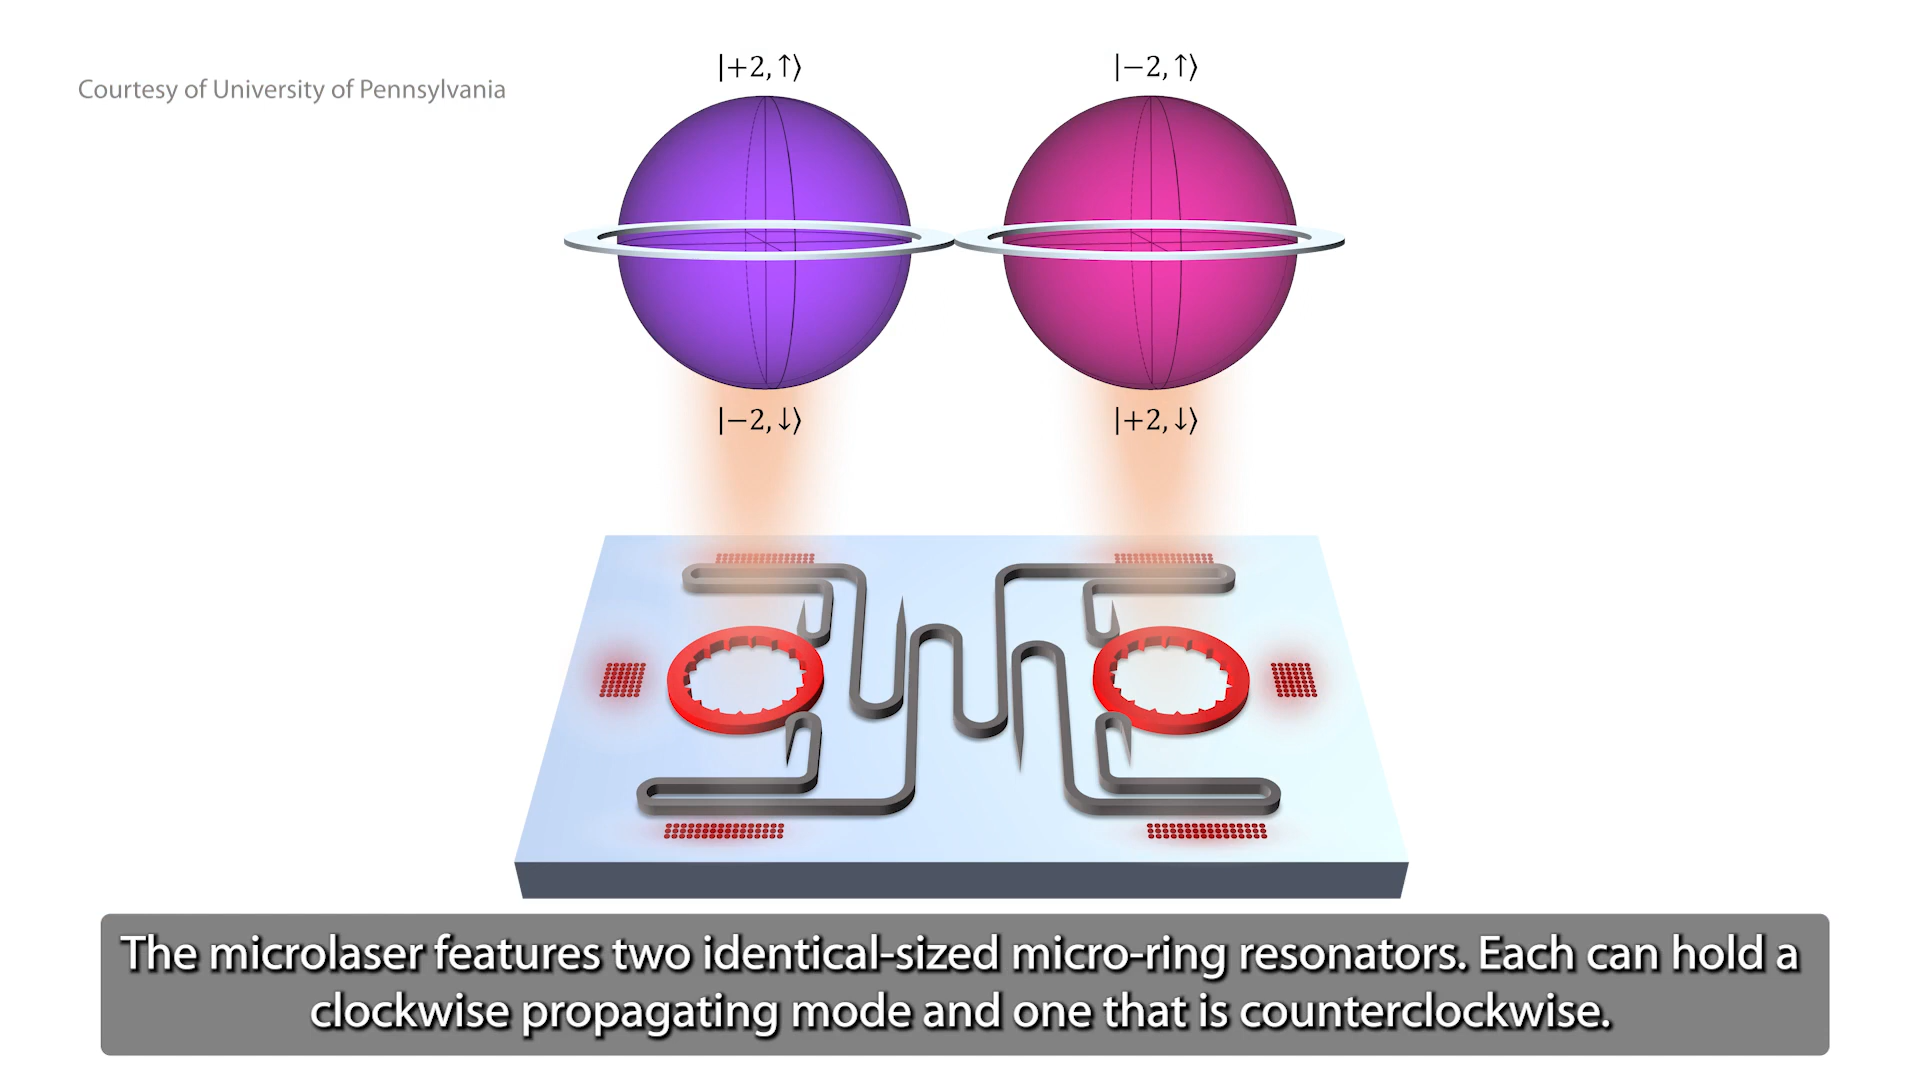 |+2,↑⟩ |−2,↑⟩
Courtesy of University of Pennsylvania
|−2,↓⟩ |+2,↓⟩
The microlaser features two identical-sized micro-ring resonators. Each can hold a
clockwise propagating mode and one that is counterclockwise.